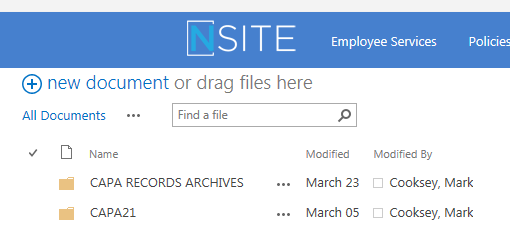 NSITE Employee Services Policies
new document or drag files here
All Documents ••• Find a file
Name Modified Modified By
CAPA RECORDS ARCHIVES ••• March 23 Cooksey, Mark
CAPA21 ••• March 05 Cooksey, Mark